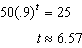 50(.9)^t = 25
t ≈ 6.57